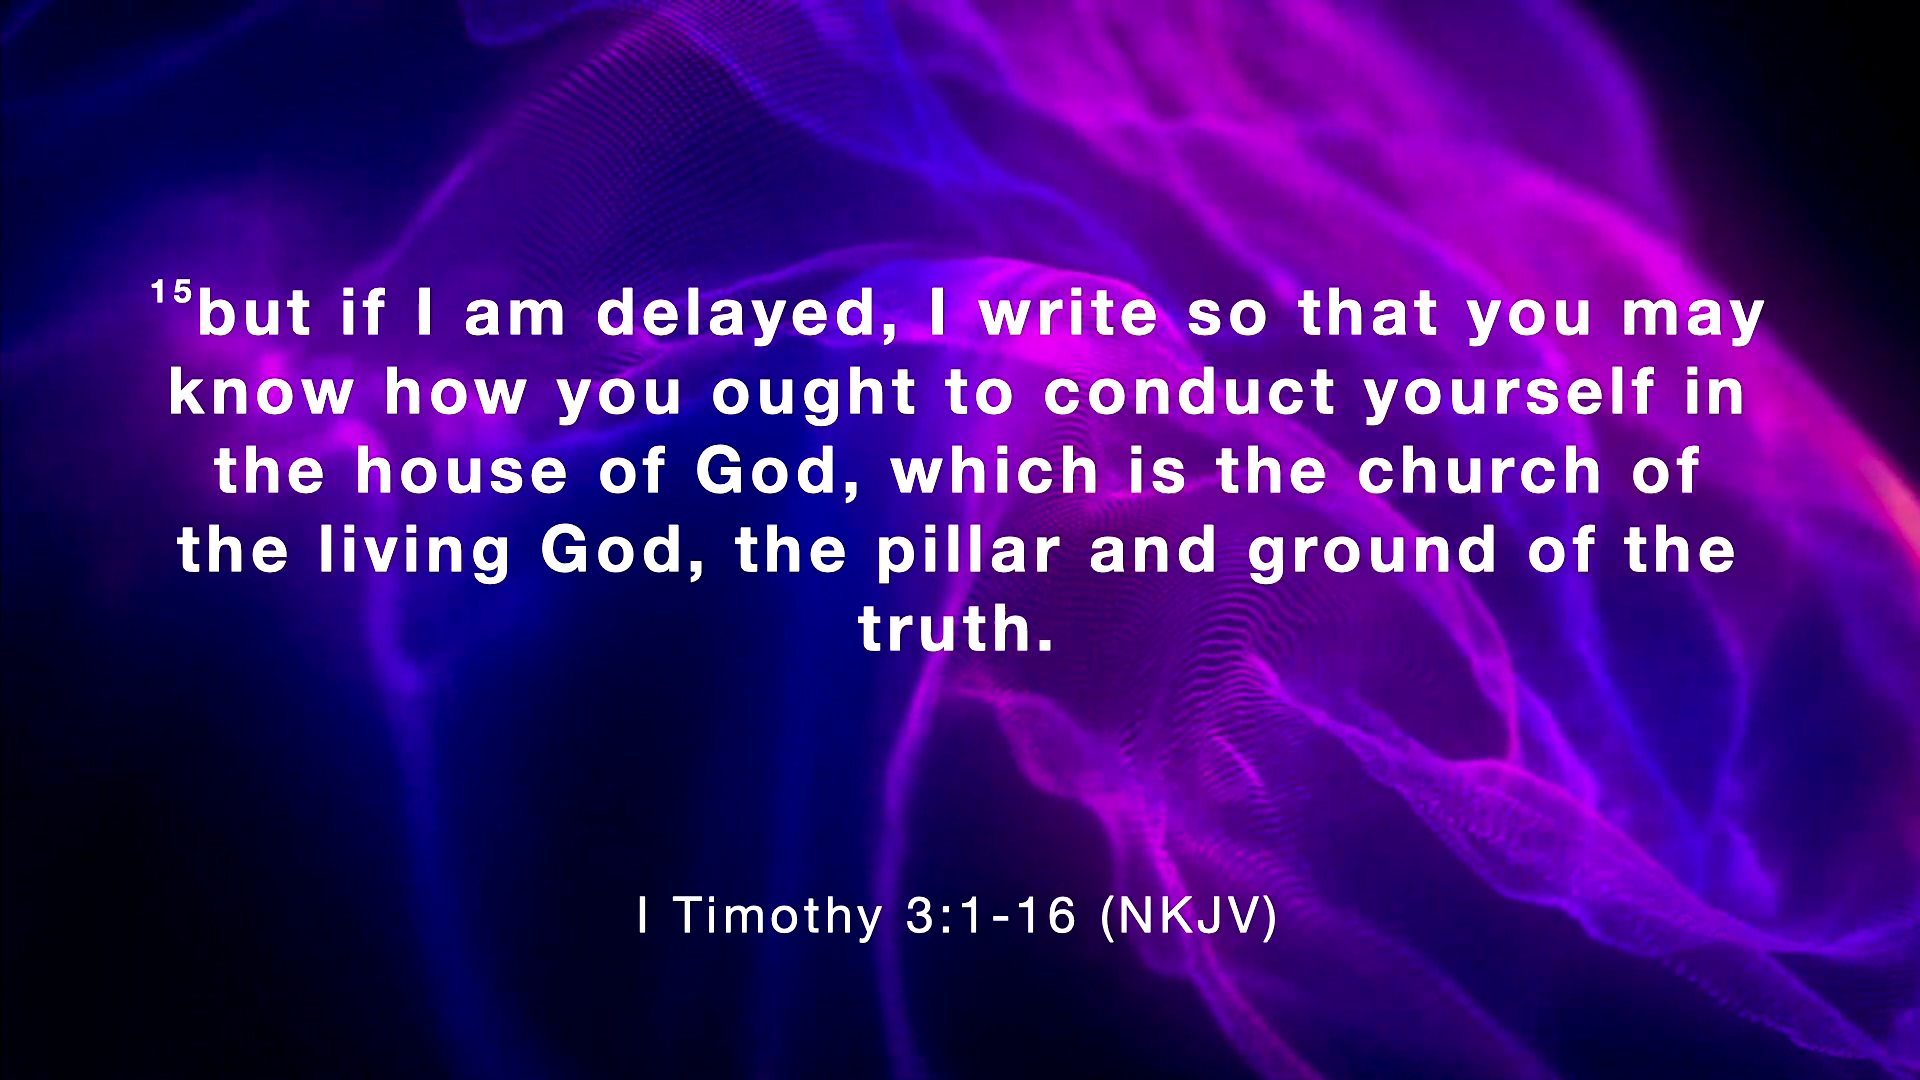 15but if I am delayed, I write so that you may
know how you ought to conduct yourself in
the house of God, which is the church of
the living God, the pillar and ground of the
truth.
I Timothy 3:1-16 (NKJV)